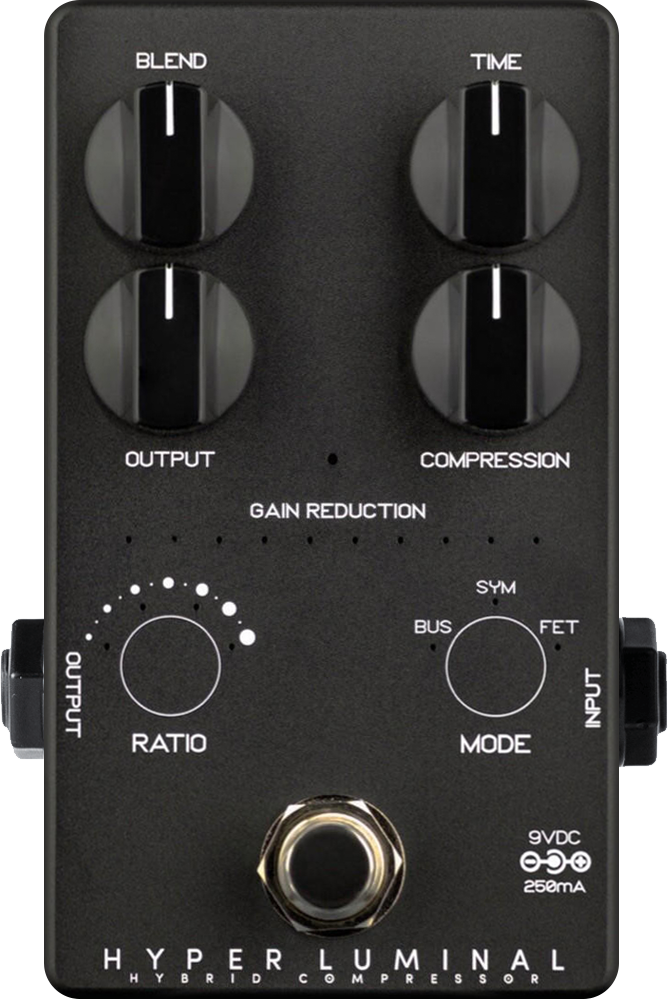 BLEND
TIME
OUTPUT
COMPRESSION
GAIN REDUCTION
SYM
BUS
FET
OUTPUT
INPUT
RATIO
MODE
9VDC
250mA
HYPER LUMINAL
HYBRID COMPRESSOR